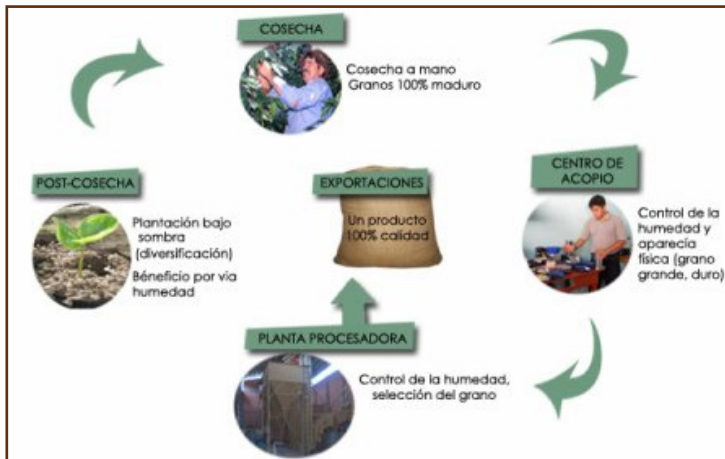 COSECHA
Cosecha a mano
Granos 100% maduro
POST-COSECHA
Plantación bajo
sombra
(diversificación)
Béneficio por via
humedad
EXPORTACIONES
Un producto
100% calidad
CENTRO DE
ACOPIO
Control de la
humedad y
aparecía
física (grano
grande, duro)
PLANTA PROCESADORA
Control de la humedad,
selección del grano